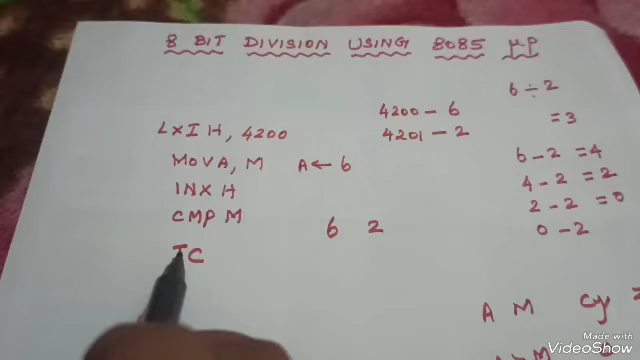 8 BIT DIVISION USING 8085 μP
6 ÷ 2
= 3
4200 - 6
4201 - 2
LXI H, 4200
MOV A, M A ← 6
INX H
CMP M
6 2
JC
6 - 2 = 4
4 - 2 = 2
2 - 2 = 0
0 - 2
A M Cy
Made with
VideoShow